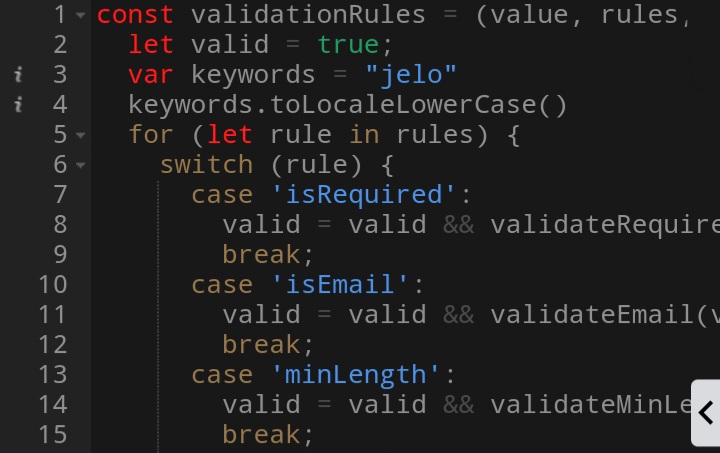 1 const validationRules = (value, rules,
2 let valid = true;
3 var keywords = "jelo"
4 keywords.toLocaleLowerCase()
5 for (let rule in rules) {
6 switch (rule) {
7 case 'isRequired':
8 valid = valid && validateRequire
9 break;
10 case 'isEmail':
11 valid = valid && validateEmail(v
12 break;
13 case 'minLength':
14 valid = valid && validateMinLe
15 break;